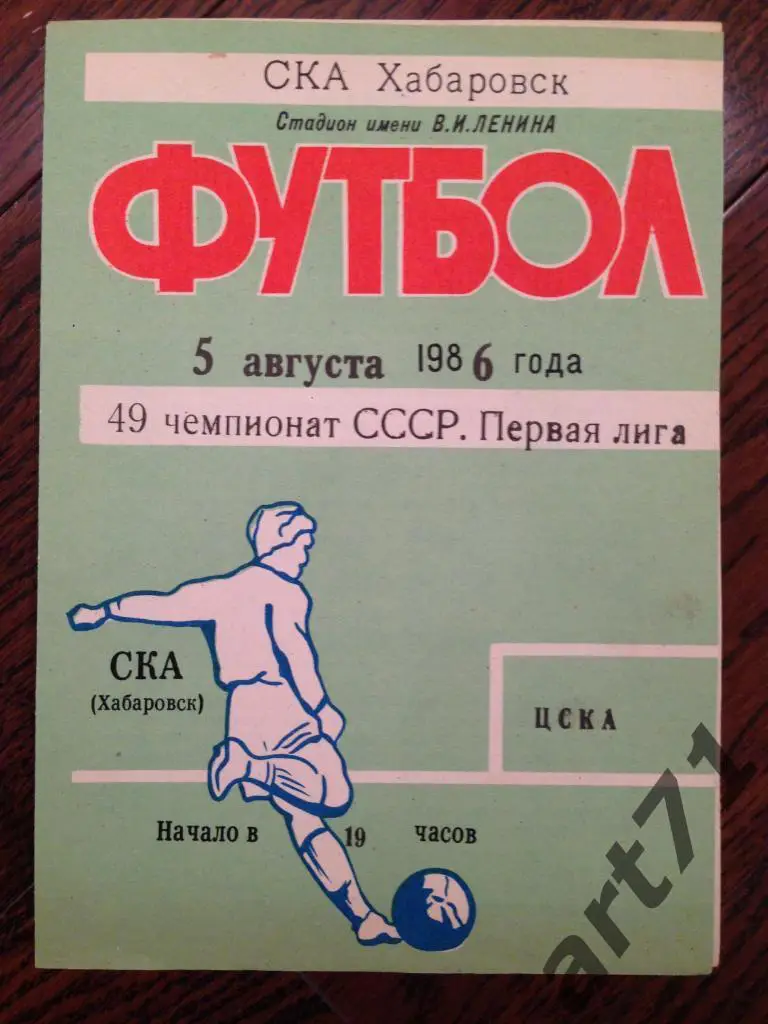 СКА Хабаровск
Стадион имени В.И.ЛЕНИНА
ФУТБОЛ
5 августа 1986 года
49 чемпионат СССР. Первая лига
СКА
(Хабаровск)
ЦСКА
Начало в 19 часов
art71